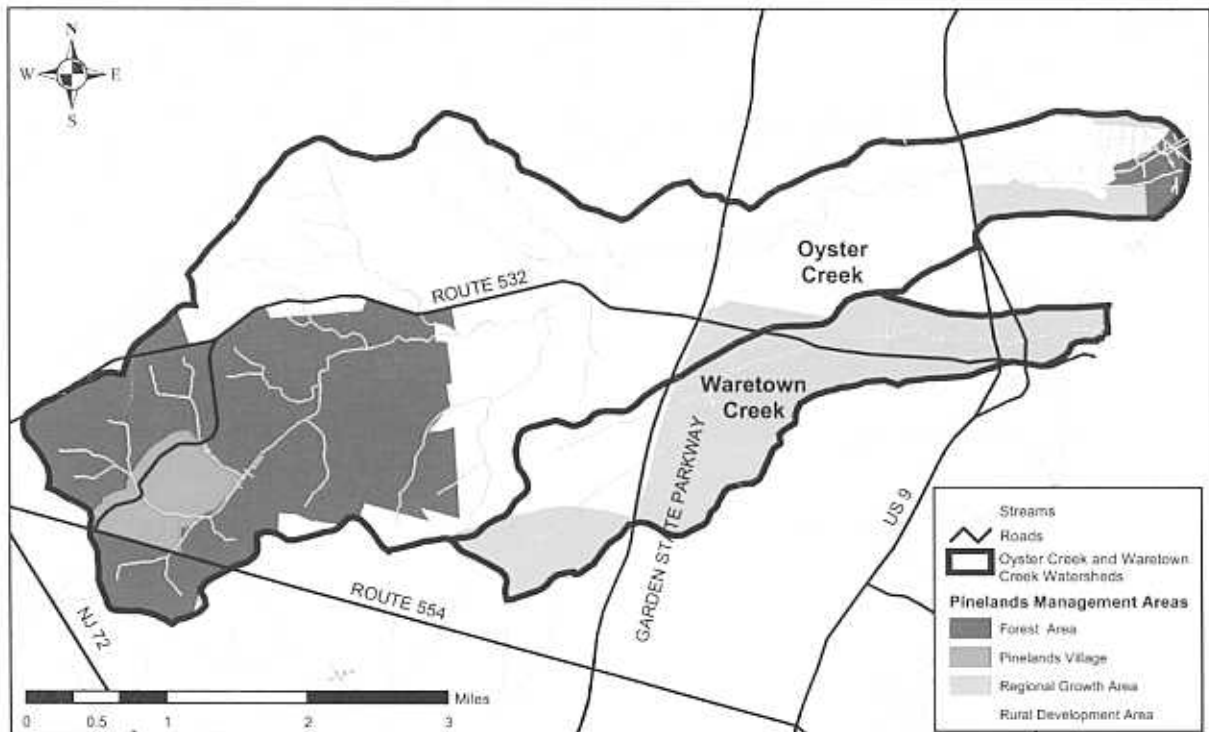 N
W E
S
ROUTE 532
Oyster
Creek
Waretown
Creek
GARDEN STATE PARKWAY
US 9
ROUTE 554
NJ 72
Miles
0 0.5 1 2 3
Streams
Roads
Oyster Creek and Waretown
Creek Watersheds
Pinelands Management Areas
Forest Area
Pinelands Village
Regional Growth Area
Rural Development Area